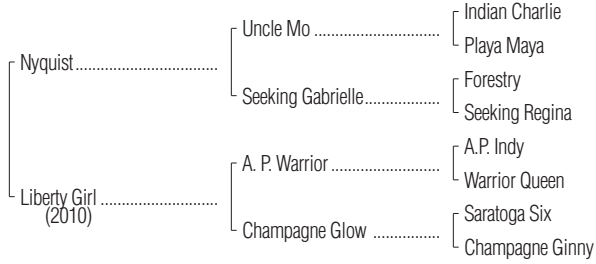 Indian Charlie
Uncle Mo ................................
Playa Maya
Nyquist....................................
Forestry
Seeking Gabrielle...................
Seeking Regina
A.P. Indy
A. P. Warrior ............................
Warrior Queen
Liberty Girl ..............................
(2010)
Saratoga Six
Champagne Glow .................
Champagne Ginny